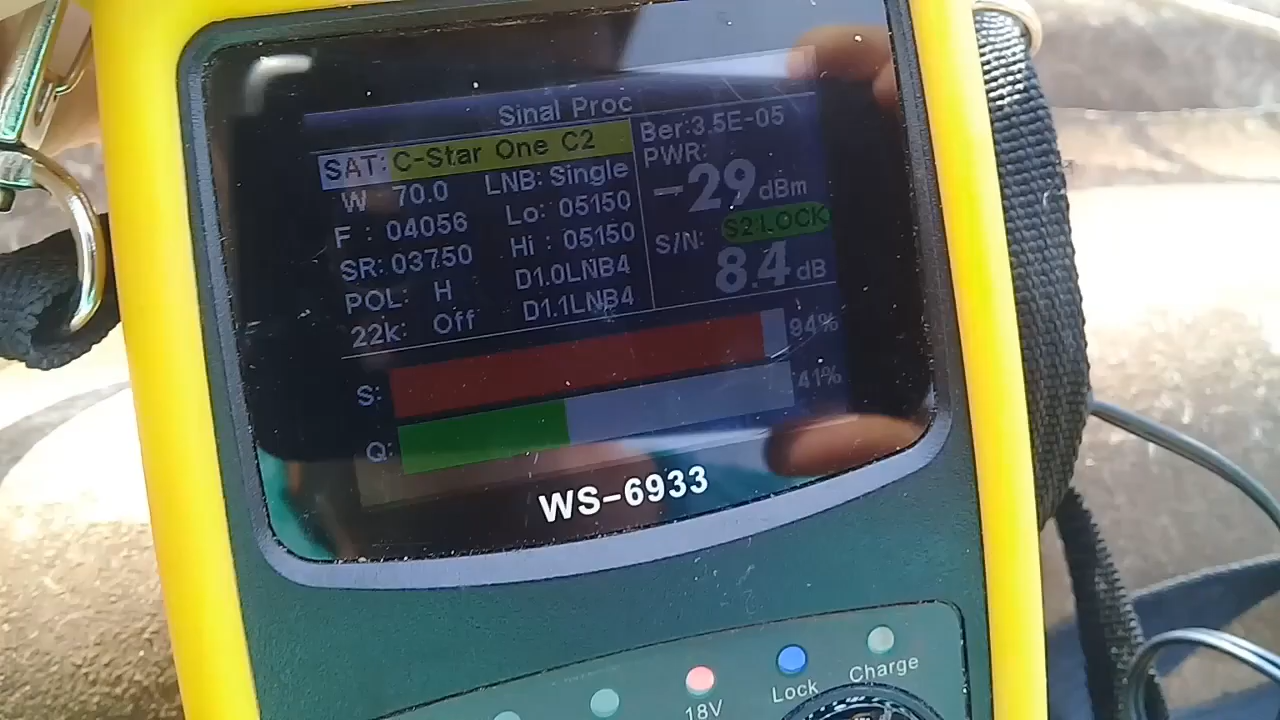 Sinal Proc
SAT: C-Star One C2
W 70.0 LNB: Single
F : 04056 Lo: 05150
SR: 03750 Hi : 05150
POL: H D1.0LNB4
22k: Off D1.1LNB4
Ber:3.5E-05
PWR:
-29 dBm
S2 LOCK
S/N:
8.4 dB
S: 94%
Q: 41%
WS-6933
18V Lock Charge